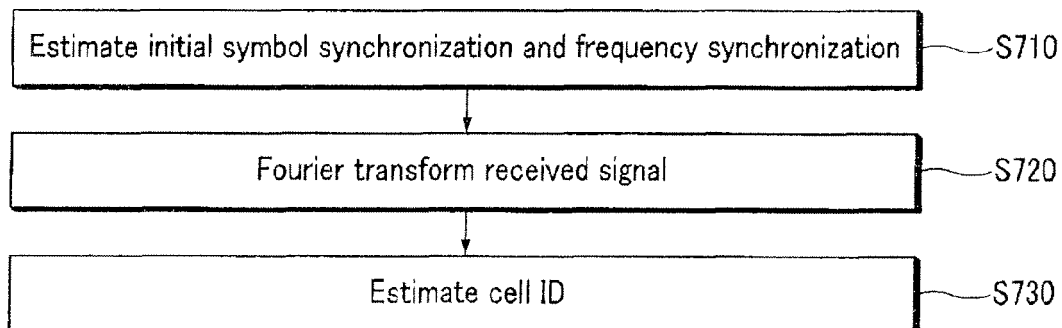 Estimate initial symbol synchronization and frequency synchronization S710
Fourier transform received signal S720
Estimate cell ID S730